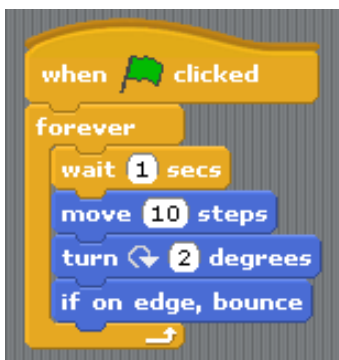 when clicked
forever
wait 1 secs
move 10 steps
turn 2 degrees
if on edge, bounce